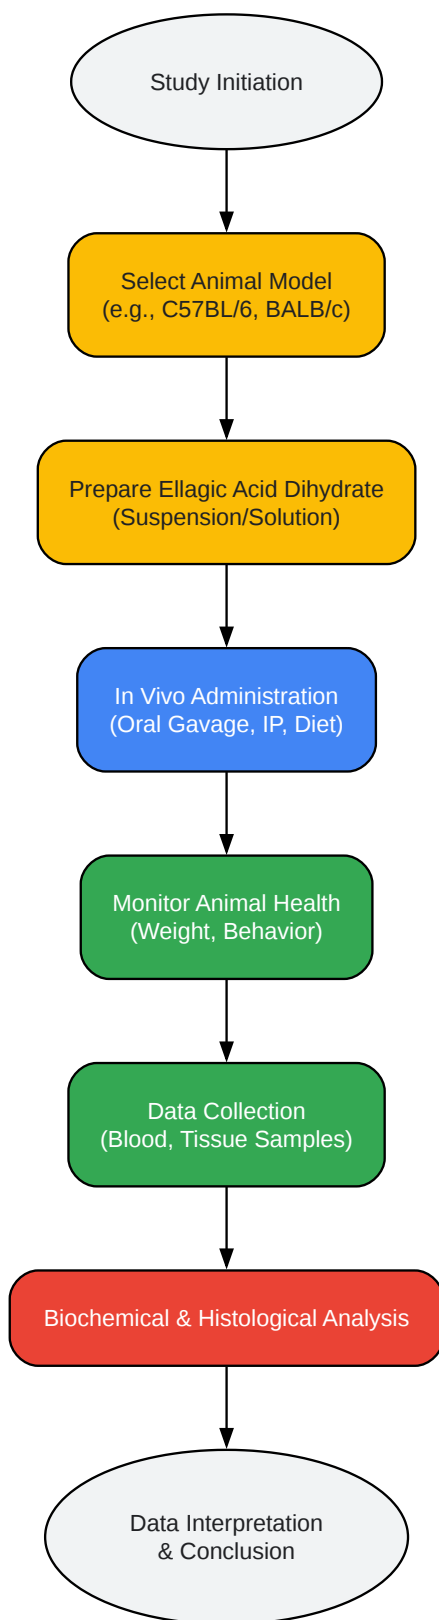 Study Initiation
Select Animal Model
(e.g., C57BL/6, BALB/c)
Prepare Ellagic Acid Dihydrate
(Suspension/Solution)
In Vivo Administration
(Oral Gavage, IP, Diet)
Monitor Animal Health
(Weight, Behavior)
Data Collection
(Blood, Tissue Samples)
Biochemical & Histological Analysis
Data Interpretation
& Conclusion